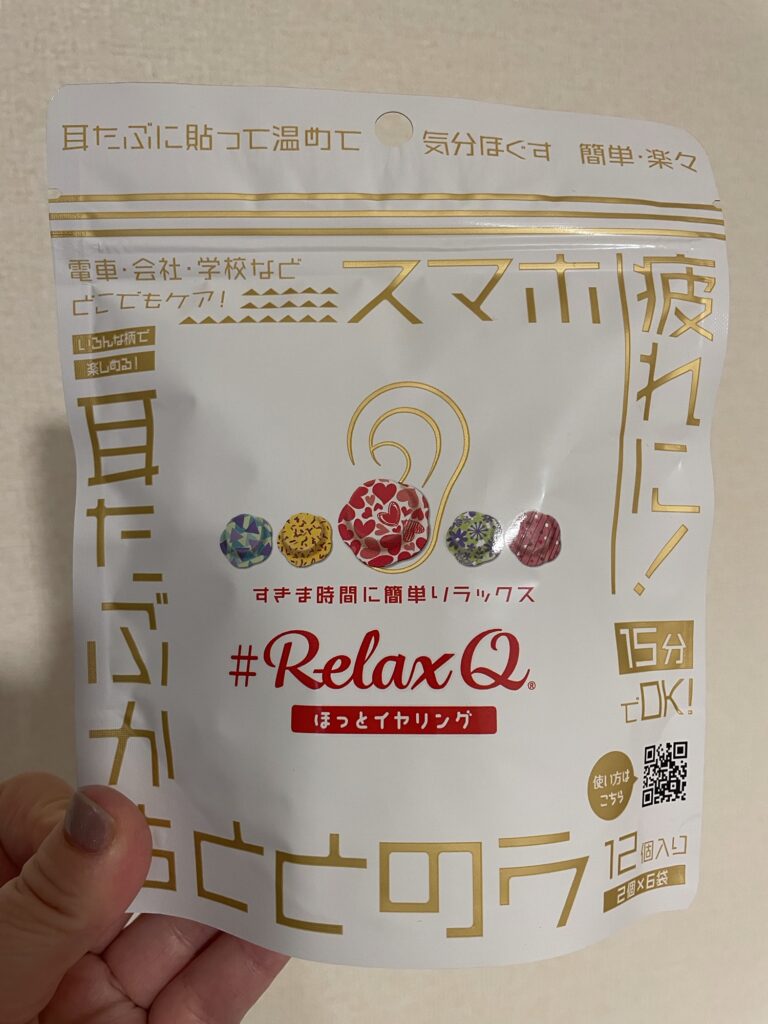 耳たぶに貼って温めて 気分ほぐす 簡単・楽々
電車・会社・学校など
どこでもケア!
スマホ
疲れに!
いろんな柄で
楽しめる!
耳たぶからととのう
すきま時間に簡単リラックス
#RelaxQ®
ほっとイヤリング
15分
でOK!
使い方は
こちら
12個入り
2個×6袋